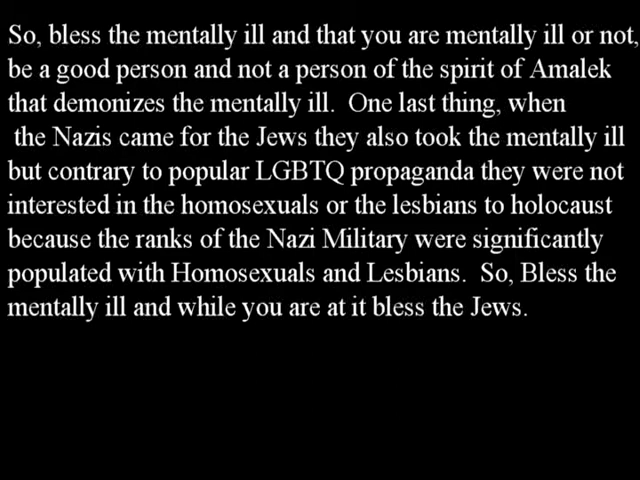 So, bless the mentally ill and that you are mentally ill or not,
be a good person and not a person of the spirit of Amalek
that demonizes the mentally ill.  One last thing, when
the Nazis came for the Jews they also took the mentally ill
but contrary to popular LGBTQ propaganda they were not
interested in the homosexuals or the lesbians to holocaust
because the ranks of the Nazi Military were significantly
populated with Homosexuals and Lesbians.  So, Bless the
mentally ill and while you are at it bless the Jews.